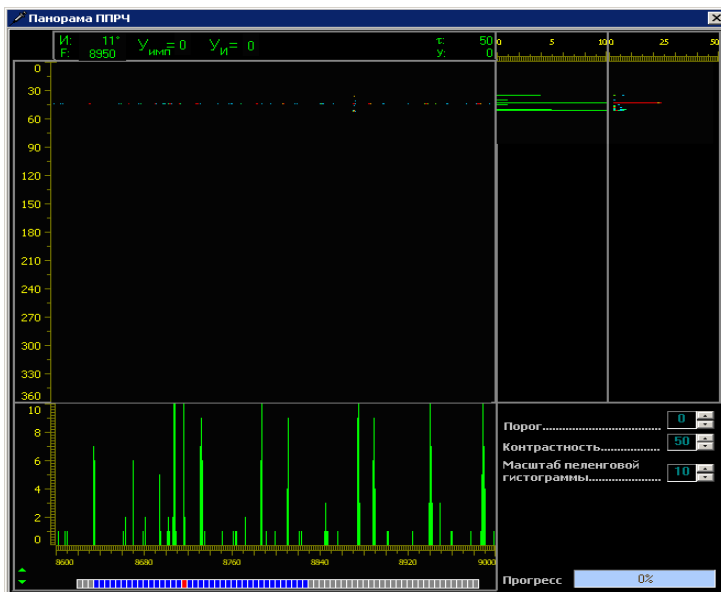 Панорама ППРЧ
И: 11° Уимп= 0 УИ= 0 τ: 50
F: 8950 У: 0
0 5 10 0 25 50
0
30
60
90
120
150
180
210
240
270
300
330
360
10
8
6
4
2
0
8600 8680 8760 8840 8920 9000
Порог 0
Контрастность 50
Масштаб пеленговой
гистограммы 10
Прогресс 0%